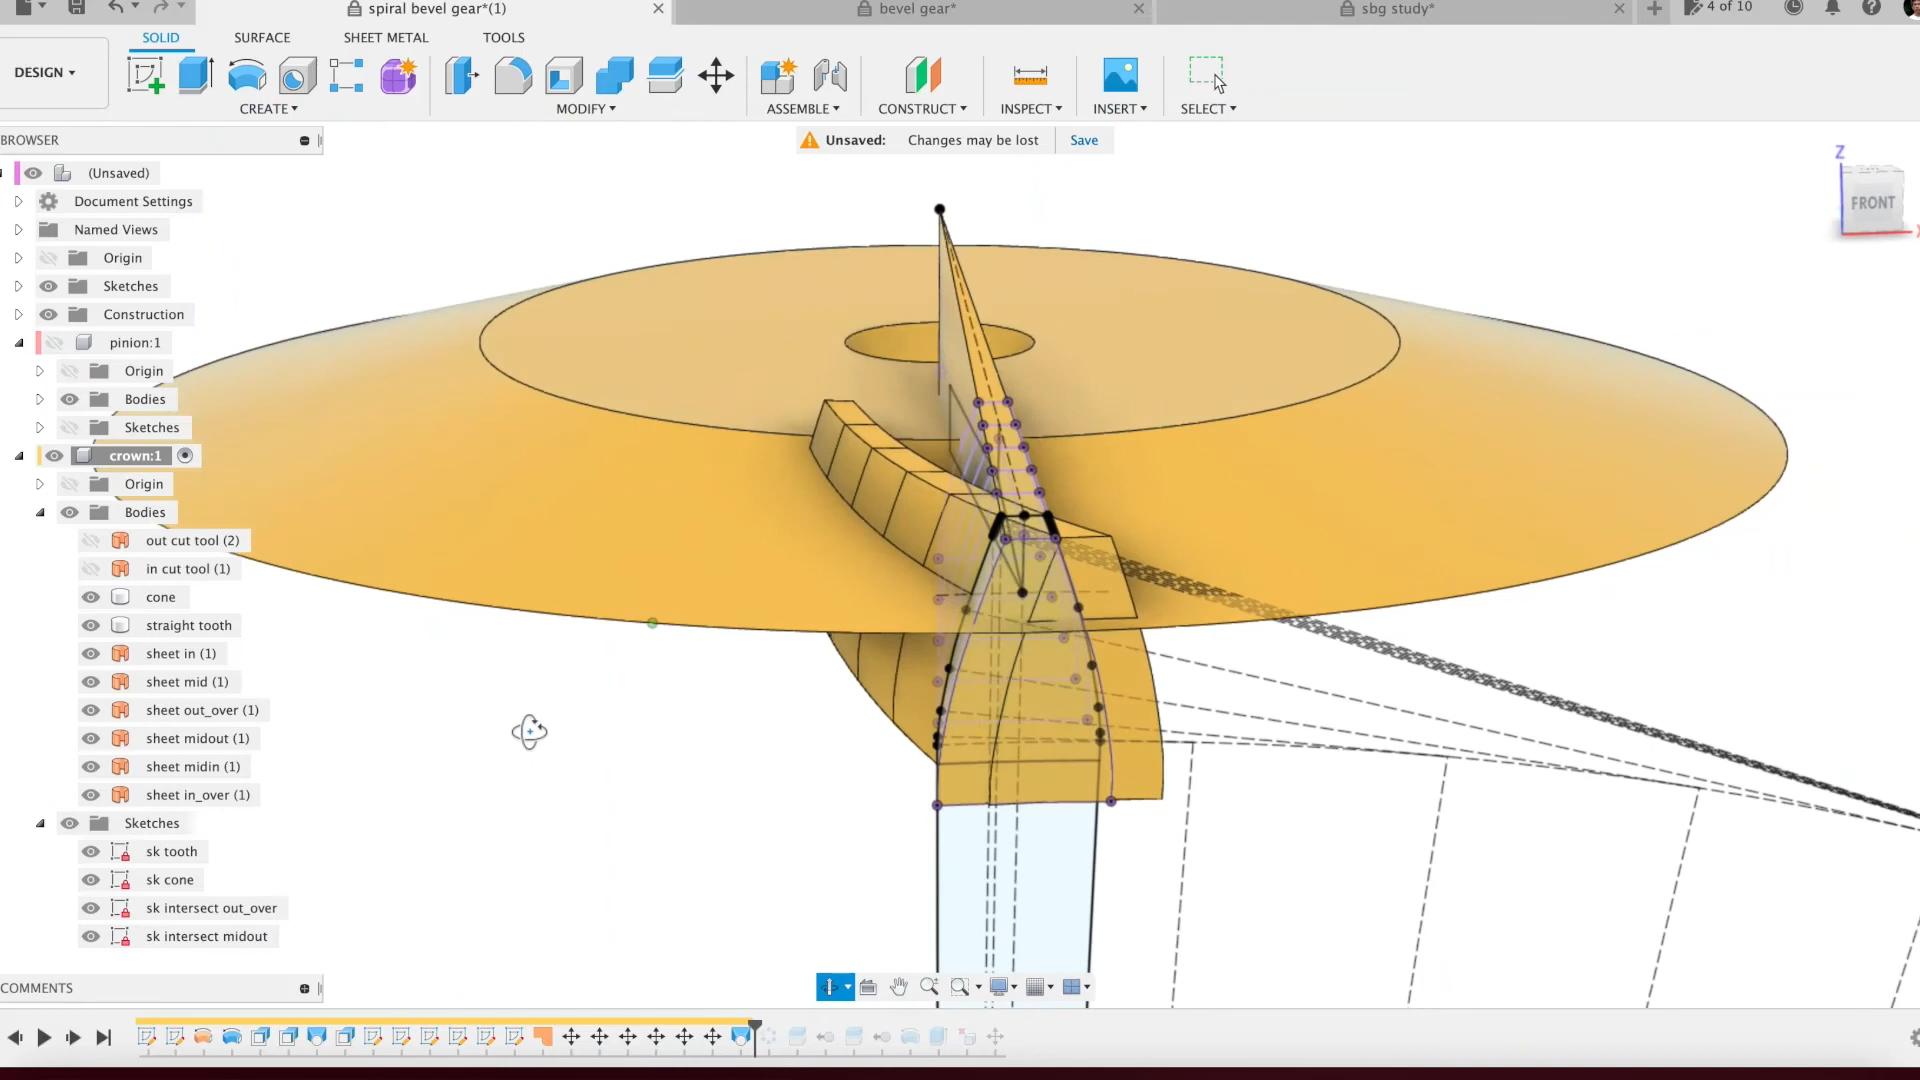 spiral bevel gear*(1)
bevel gear*
sbg study*
4 of 10
DESIGN
SOLID
SURFACE
SHEET METAL
TOOLS
CREATE
MODIFY
ASSEMBLE
CONSTRUCT
INSPECT
INSERT
SELECT
BROWSER
Unsaved: Changes may be lost Save
Z
FRONT
(Unsaved)
Document Settings
Named Views
Origin
Sketches
Construction
pinion:1
Origin
Bodies
Sketches
crown:1
Origin
Bodies
out cut tool (2)
in cut tool (1)
cone
straight tooth
sheet in (1)
sheet mid (1)
sheet out_over (1)
sheet midout (1)
sheet midin (1)
sheet in_over (1)
Sketches
sk tooth
sk cone
sk intersect out_over
sk intersect midout
COMMENTS